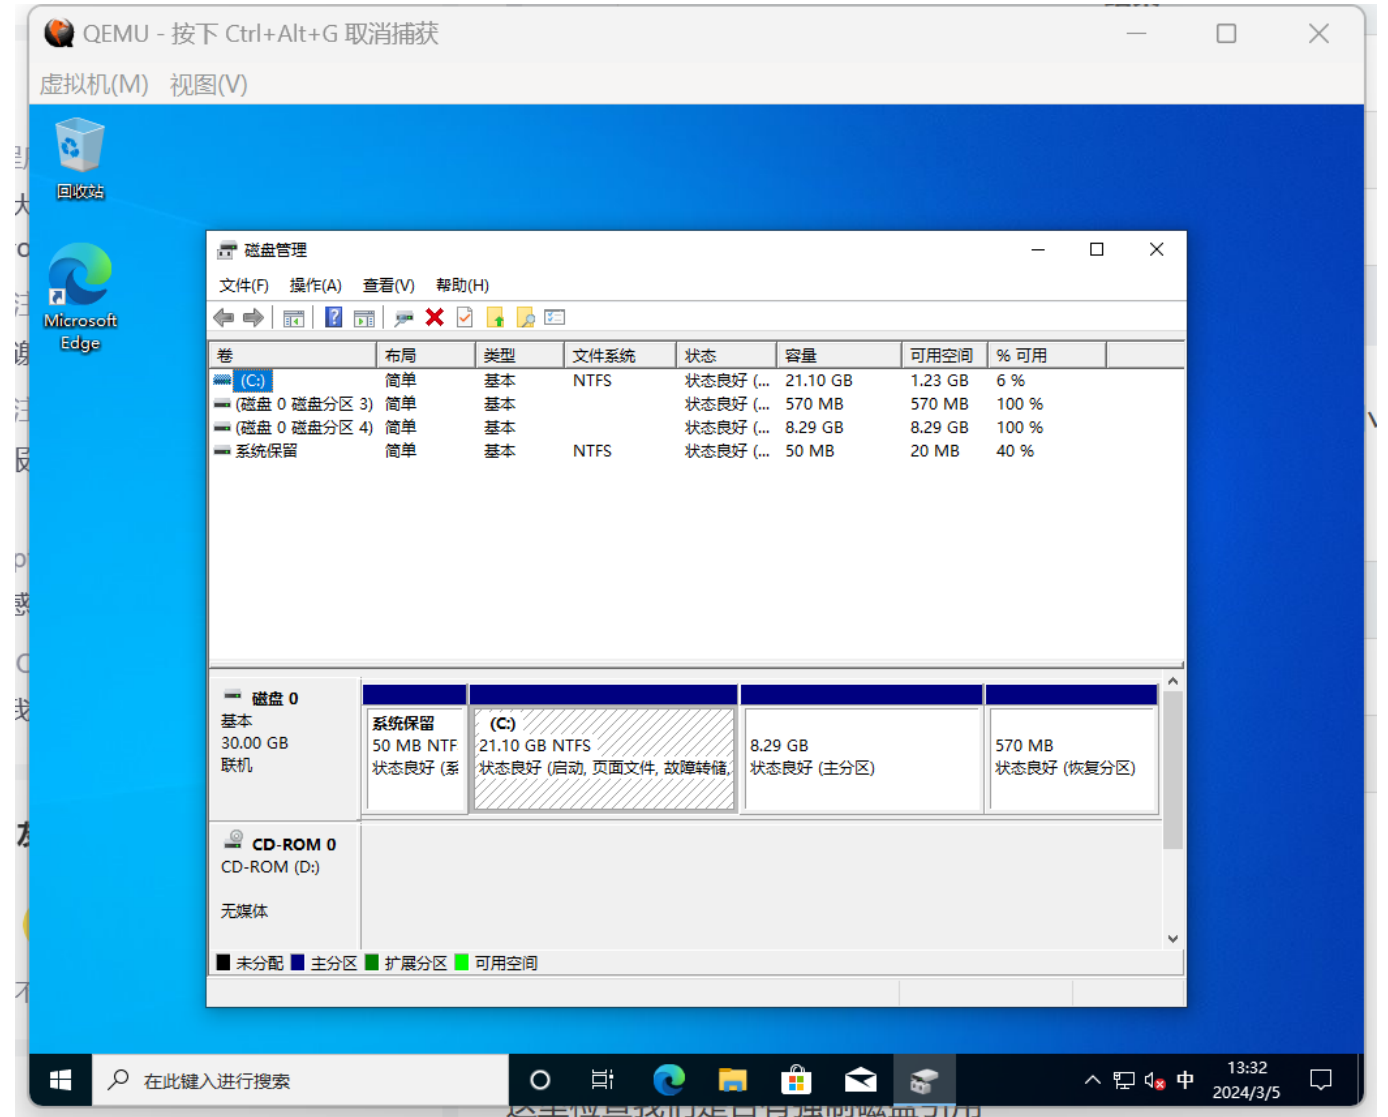 QEMU - 按下 Ctrl+Alt+G 取消捕获
虚拟机(M) 视图(V)
回收站
Microsoft
Edge
磁盘管理
文件(F) 操作(A) 查看(V) 帮助(H)
卷 布局 类型 文件系统 状态 容量 可用空间 % 可用
(C:) 简单 基本 NTFS 状态良好 (... 21.10 GB 1.23 GB 6 %
(磁盘 0 磁盘分区 3) 简单 基本 状态良好 (... 570 MB 570 MB 100 %
(磁盘 0 磁盘分区 4) 简单 基本 状态良好 (... 8.29 GB 8.29 GB 100 %
系统保留 简单 基本 NTFS 状态良好 (... 50 MB 20 MB 40 %
磁盘 0
基本
30.00 GB
联机
系统保留
50 MB NTF
状态良好 (系
(C:)
21.10 GB NTFS
状态良好 (启动, 页面文件, 故障转储,
8.29 GB
状态良好 (主分区)
570 MB
状态良好 (恢复分区)
CD-ROM 0
CD-ROM (D:)
无媒体
未分配 主分区 扩展分区 可用空间
在此键入进行搜索
中
13:32
2024/3/5